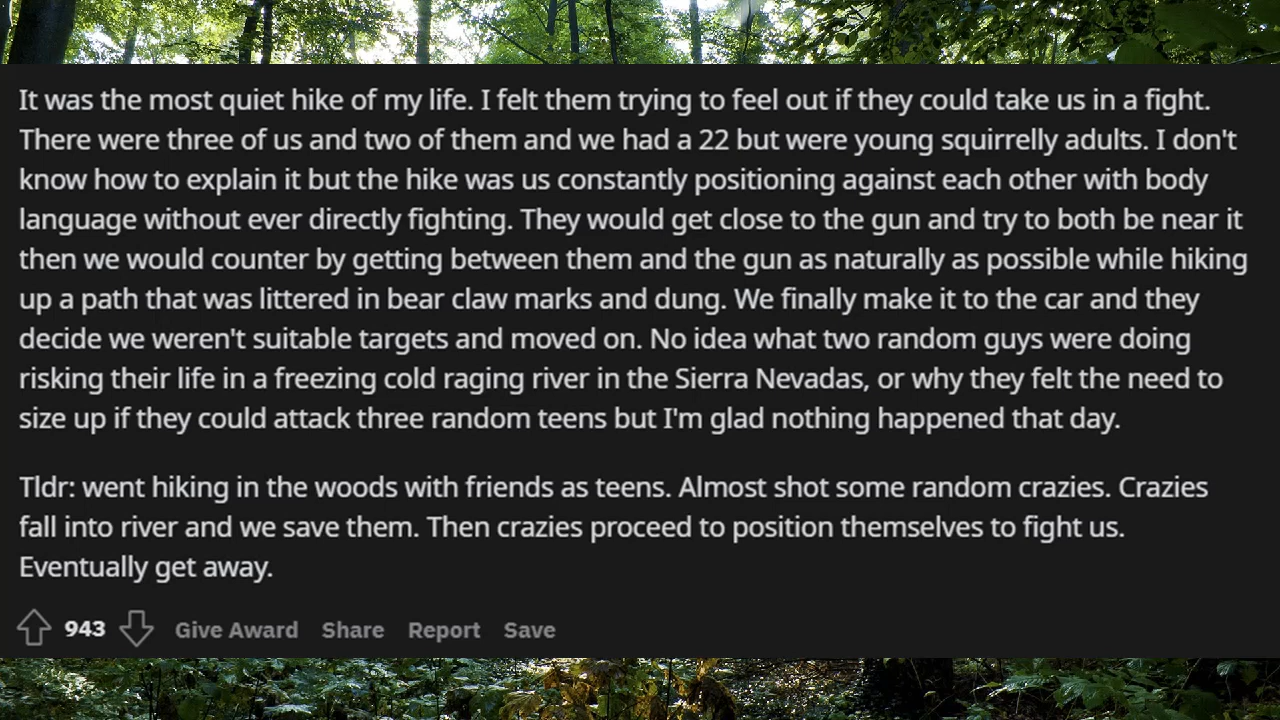 It was the most quiet hike of my life. I felt them trying to feel out if they could take us in a fight.
There were three of us and two of them and we had a 22 but were young squirrelly adults. I don't
know how to explain it but the hike was us constantly positioning against each other with body
language without ever directly fighting. They would get close to the gun and try to both be near it
then we would counter by getting between them and the gun as naturally as possible while hiking
up a path that was littered in bear claw marks and dung. We finally make it to the car and they
decide we weren't suitable targets and moved on. No idea what two random guys were doing
risking their life in a freezing cold raging river in the Sierra Nevadas, or why they felt the need to
size up if they could attack three random teens but I'm glad nothing happened that day.
Tldr: went hiking in the woods with friends as teens. Almost shot some random crazies. Crazies
fall into river and we save them. Then crazies proceed to position themselves to fight us.
Eventually get away.
943 Give Award Share Report Save